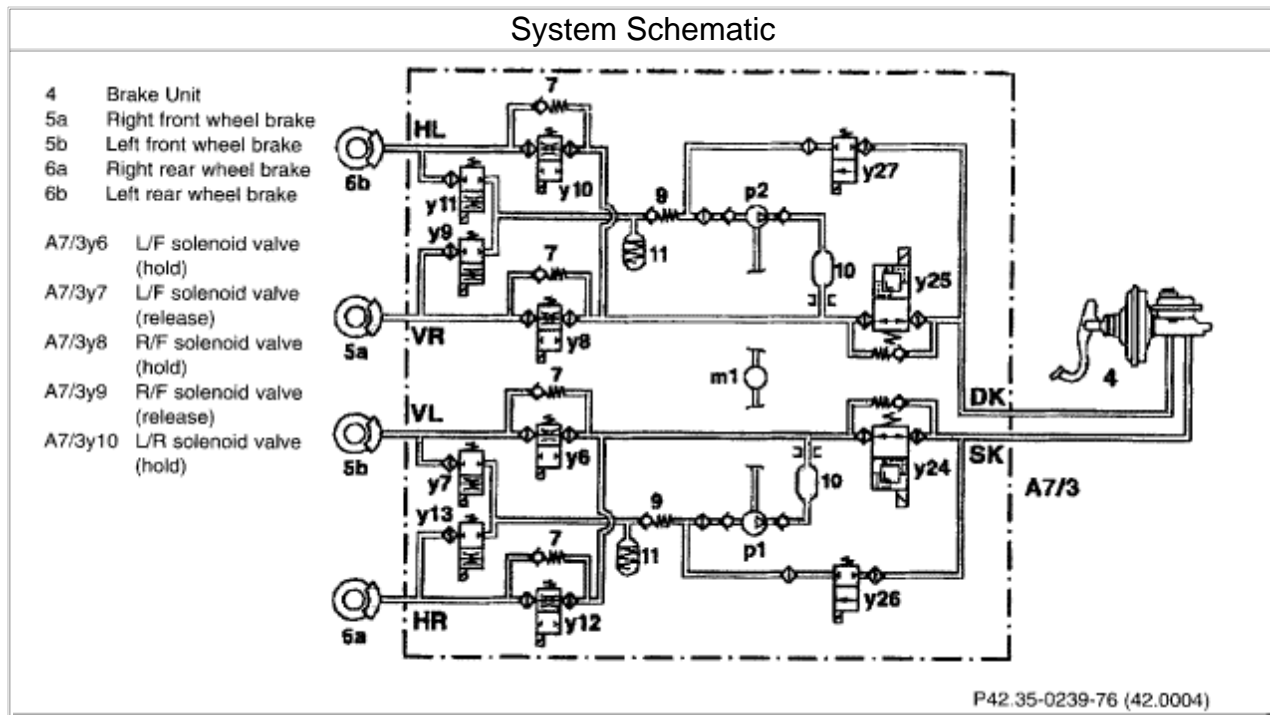 System Schematic
4 Brake Unit
5a Right front wheel brake
5b Left front wheel brake
6a Right rear wheel brake
6b Left rear wheel brake
A7/3y6 L/F solenoid valve
(hold)
A7/3y7 L/F solenoid valve
(release)
A7/3y8 R/F solenoid valve
(hold)
A7/3y9 R/F solenoid valve
(release)
A7/3y10 L/R solenoid valve
(hold)
7
HL
6b
y10
y27
y11
9
p2
y9
11
7
10
y25
VR
5a
y8
m1
4
7
DK
VL
5b
y6
SK
y24
A7/3
y7
10
9
y13
7
11
p1
y26
HR
6a
y12
P42.35-0239-76 (42.0004)